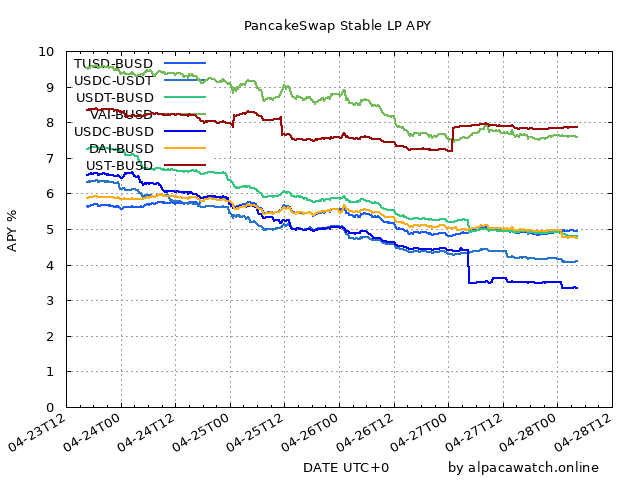 PancakeSwap Stable LP APY
10
9
8
7
6
5
4
3
2
1
0
APY %
TUSD-BUSD
USDC-USDT
USDT-BUSD
VAI-BUSD
USDC-BUSD
DAI-BUSD
UST-BUSD
04-23T12
04-24T00
04-24T12
04-25T00
04-25T12
04-26T00
04-26T12
04-27T00
04-27T12
04-28T00
04-28T12
DATE UTC+0
by alpacawatch.online